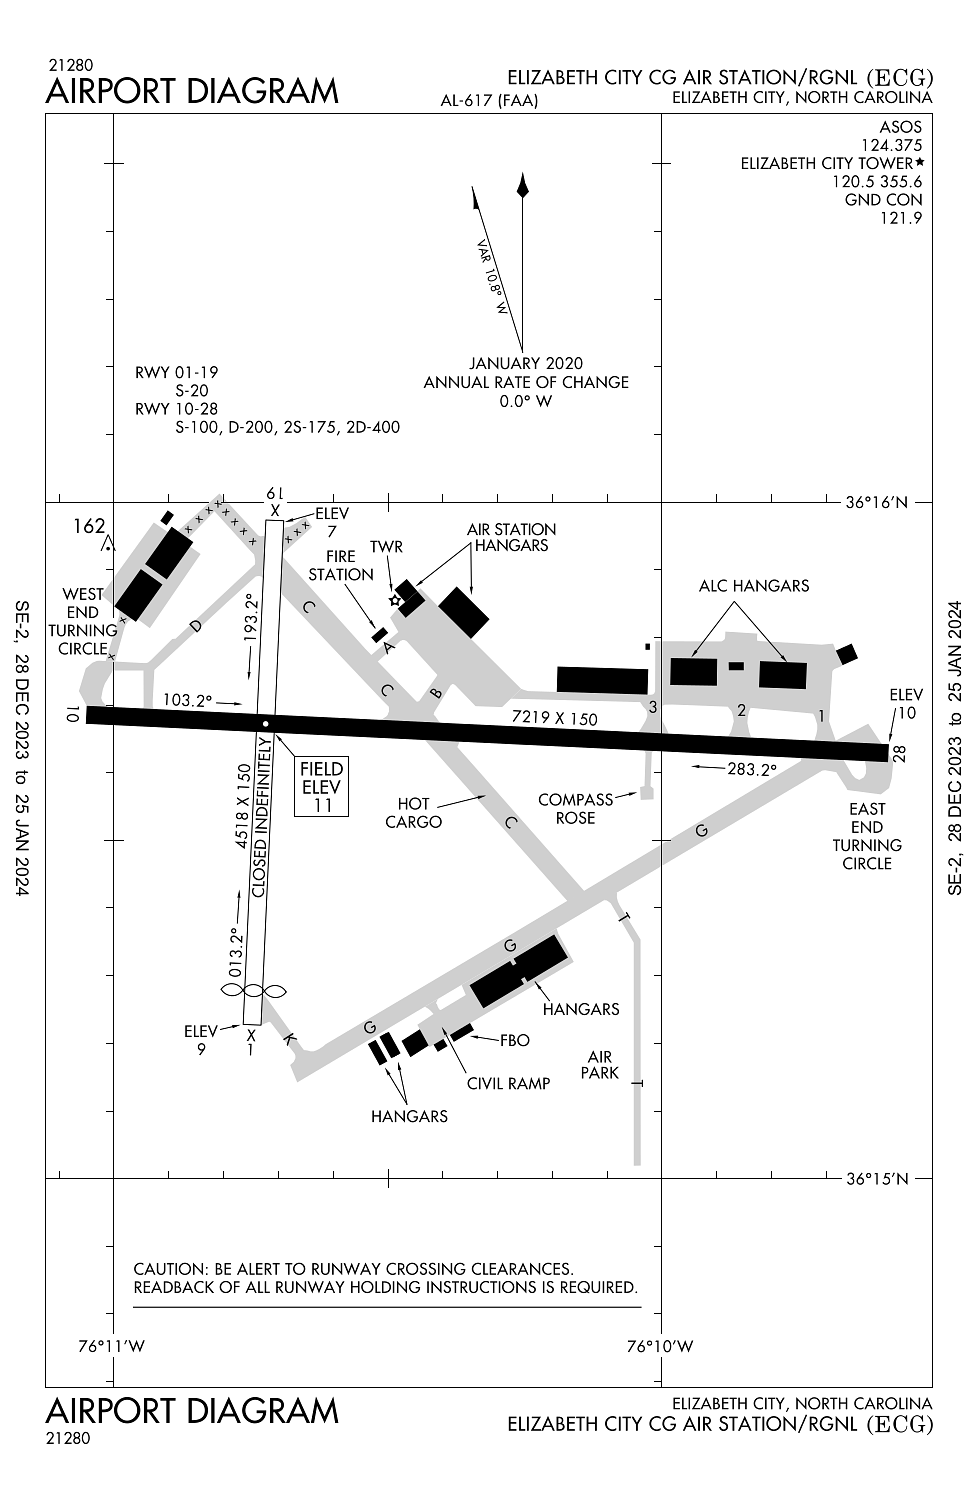 21280
AIRPORT DIAGRAM
AL-617 (FAA)
ELIZABETH CITY CG AIR STATION/RGNL (ECG)
ELIZABETH CITY, NORTH CAROLINA
ASOS
124.375
ELIZABETH CITY TOWER★
120.5 355.6
GND CON
121.9
VAR 10.8° W
JANUARY 2020
ANNUAL RATE OF CHANGE
0.0° W
RWY 01-19
S-20
RWY 10-28
S-100, D-200, 2S-175, 2D-400
36°16'N
19
X
ELEV
7
162
FIRE
STATION
TWR
AIR STATION
HANGARS
ALC HANGARS
WEST
END
TURNING
CIRCLE
D
C
193.2°
A
C
B
103.2°
10
7219 X 150
3
2
1
ELEV
10
28
283.2°
FIELD
ELEV
11
4518 X 150
CLOSED INDEFINITELY
HOT
CARGO
COMPASS
ROSE
C
G
EAST
END
TURNING
CIRCLE
T
G
013.2°
HANGARS
ELEV
9
X
1
K
G
FBO
CIVIL RAMP
HANGARS
AIR
PARK
T
36°15'N
CAUTION: BE ALERT TO RUNWAY CROSSING CLEARANCES.
READBACK OF ALL RUNWAY HOLDING INSTRUCTIONS IS REQUIRED.
76°11'W
76°10'W
SE-2, 28 DEC 2023 to 25 JAN 2024
SE-2, 28 DEC 2023 to 25 JAN 2024
AIRPORT DIAGRAM
21280
ELIZABETH CITY, NORTH CAROLINA
ELIZABETH CITY CG AIR STATION/RGNL (ECG)